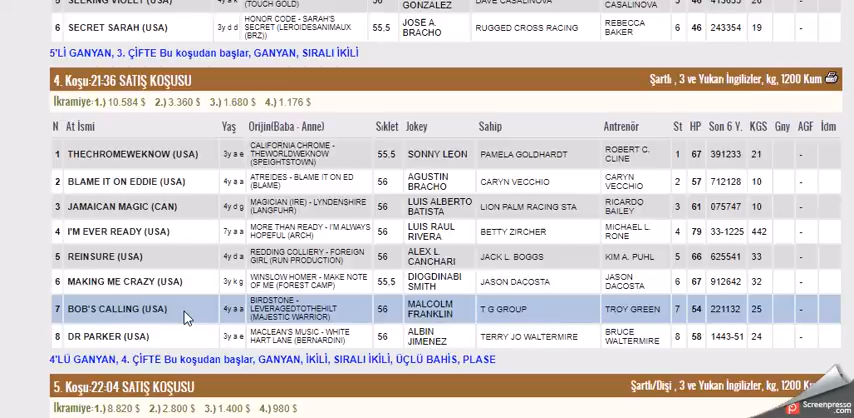 5 SEEKING VIOLET (USA) (TOUCH GOLD) GONZALEZ CASALINOVA
6 SECRET SARAH (USA) 3y d d HONOR CODE - SARAH'S SECRET (LEROIDESANIMAUX (BRZ)) 55,5 JOSE A. BRACHO RUGGED CROSS RACING REBECCA BAKER 6 46 243354 19 -
5'Lİ GANYAN, 3. ÇİFTE Bu koşudan başlar, GANYAN, SIRALI İKİLİ
4. Koşu:21:36 SATIŞ KOŞUSU Şartlı , 3 ve Yukarı İngilizler, kg, 1200 Kum
İkramiye:1.) 10.584 $ 2.) 3.360 $ 3.) 1.680 $ 4.) 1.176 $
N At İsmi Yaş Orijin(Baba - Anne) Sıklet Jokey Sahip Antrenör St HP Son 6 Y. KGS Gny AGF İdm
1 THECHROMEWEKNOW (USA) 3y a e CALIFORNIA CHROME - THEWORLDWEKNOW (SPEIGHTSTOWN) 55,5 SONNY LEON PAMELA GOLDHARDT ROBERT C. CLINE 1 67 391233 21 -
2 BLAME IT ON EDDIE (USA) 4y a a ATREIDES - BLAME IT ON ED (BLAME) 56 AGUSTIN BRACHO CARYN VECCHIO CARYN VECCHIO 2 57 712128 10 -
3 JAMAICAN MAGIC (CAN) 4y d g MAGICIAN (IRE) - LYNDENSHIRE (LANGFUHR) 56 LUIS ALBERTO BATISTA LION PALM RACING STA RICARDO BAILEY 3 61 075747 10 -
4 I'M EVER READY (USA) 7y a a MORE THAN READY - I'M ALWAYS HOPEFUL (ARCH) 56 LUIS RAUL RIVERA BETTY ZIRCHER MICHAEL L. RONE 4 79 33-1225 442 -
5 REINSURE (USA) 4y d a REDDING COLLIERY - FOREIGN GIRL (RUN PRODUCTION) 56 ALEX L. CANCHARI JACK L. BOGGS KIM A. PUHL 5 66 625541 33 -
6 MAKING ME CRAZY (USA) 3y k g WINSLOW HOMER - MAKE NOTE OF ME (FOREST CAMP) 55,5 DIOGDINABI SMITH JASON DACOSTA JASON DACOSTA 6 67 912642 32 -
7 BOB'S CALLING (USA) 4y a a BIRDSTONE - LEVERAGEDTOTHEHILT (MAJESTIC WARRIOR) 56 MALCOLM FRANKLIN T G GROUP TROY GREEN 7 54 221132 25 -
8 DR PARKER (USA) 3y a e MACLEAN'S MUSIC - WHITE HART LANE (BERNARDINI) 56 ALBIN JIMENEZ TERRY JO WALTERMIRE BRUCE WALTERMIRE 8 58 1443-51 24 -
4'LÜ GANYAN, 4. ÇİFTE Bu koşudan başlar, GANYAN, İKİLİ, SIRALI İKİLİ, ÜÇLÜ BAHİS, PLASE
5. Koşu:22:04 SATIŞ KOŞUSU Şartlı/Dişi , 3 ve Yukarı İngilizler, kg, 1200
İkramiye:1.) 8.820 $ 2.) 2.800 $ 3.) 1.400 $ 4.) 980 $
Screenpresso.com